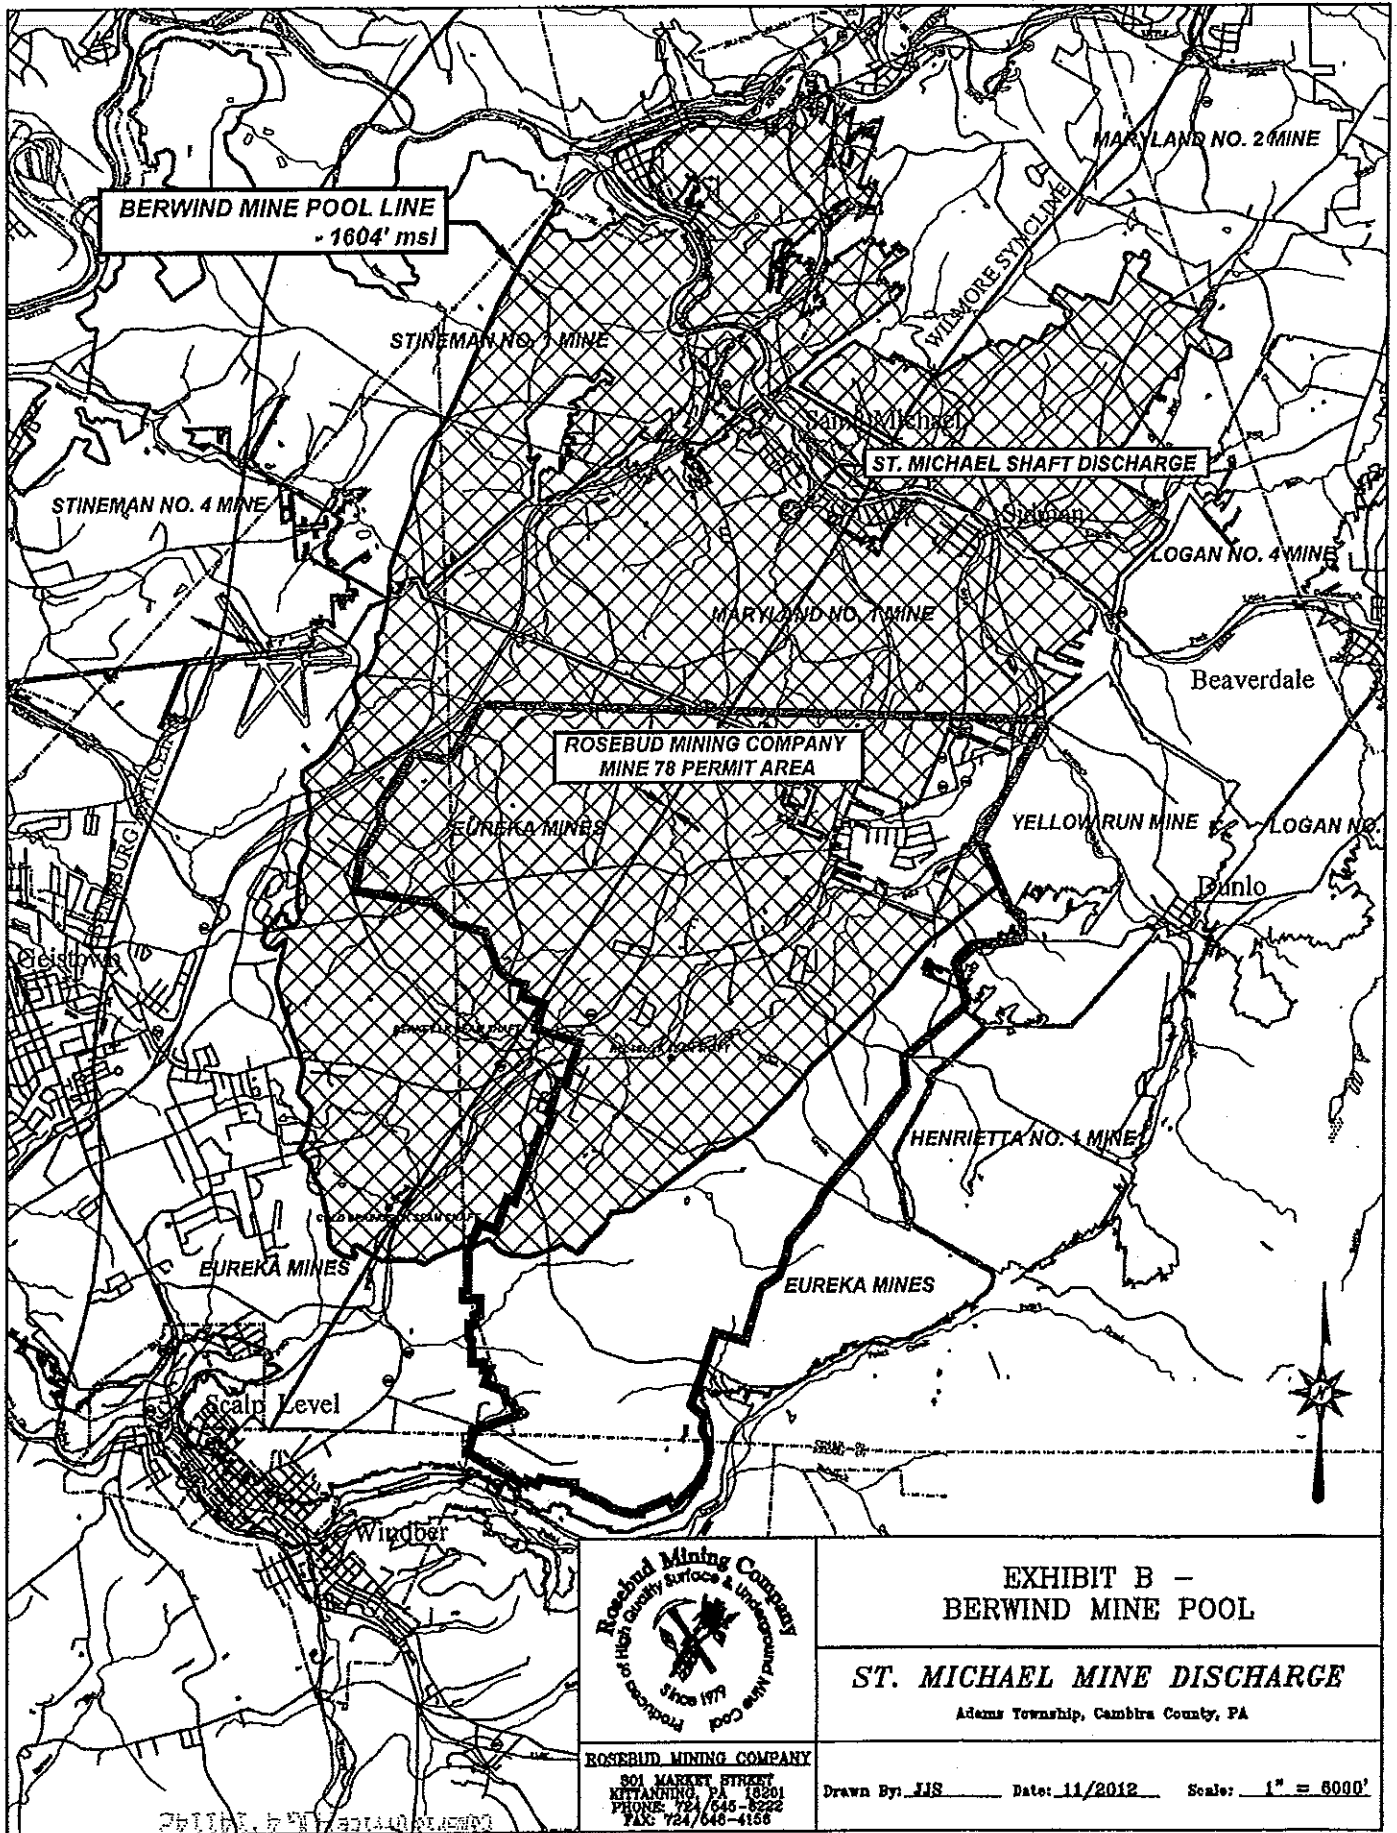 MARYLAND NO. 2 MINE
BERWIND MINE POOL LINE
- 1604' msl
WILMORE SYNCLINE
STINEMAN NO. 1 MINE
Saint Michael
ST. MICHAEL SHAFT DISCHARGE
STINEMAN NO. 4 MINE
Sidman
LOGAN NO. 4 MINE
MARYLAND NO. 1 MINE
Beaverdale
ROSEBUD MINING COMPANY
MINE 78 PERMIT AREA
EUREKA MINES
YELLOW RUN MINE
LOGAN NO.
Dunlo
Geistown
HENRIETTA NO. 1 MINE
EUREKA MINES
EUREKA MINES
Scalp Level
N
Windber
Rosebud Mining Company
Producers of High Quality Surface & Underground Mine Coal
Since 1979
EXHIBIT B -
BERWIND MINE POOL
ST. MICHAEL MINE DISCHARGE
Adams Township, Cambira County, PA
ROSEBUD MINING COMPANY
301 MARKET STREET
KITTANNING, PA 16201
PHONE: 724/545-6222
FAX: 724/548-4156
Drawn By: JJS Date: 11/2012 Scale: 1" = 6000'